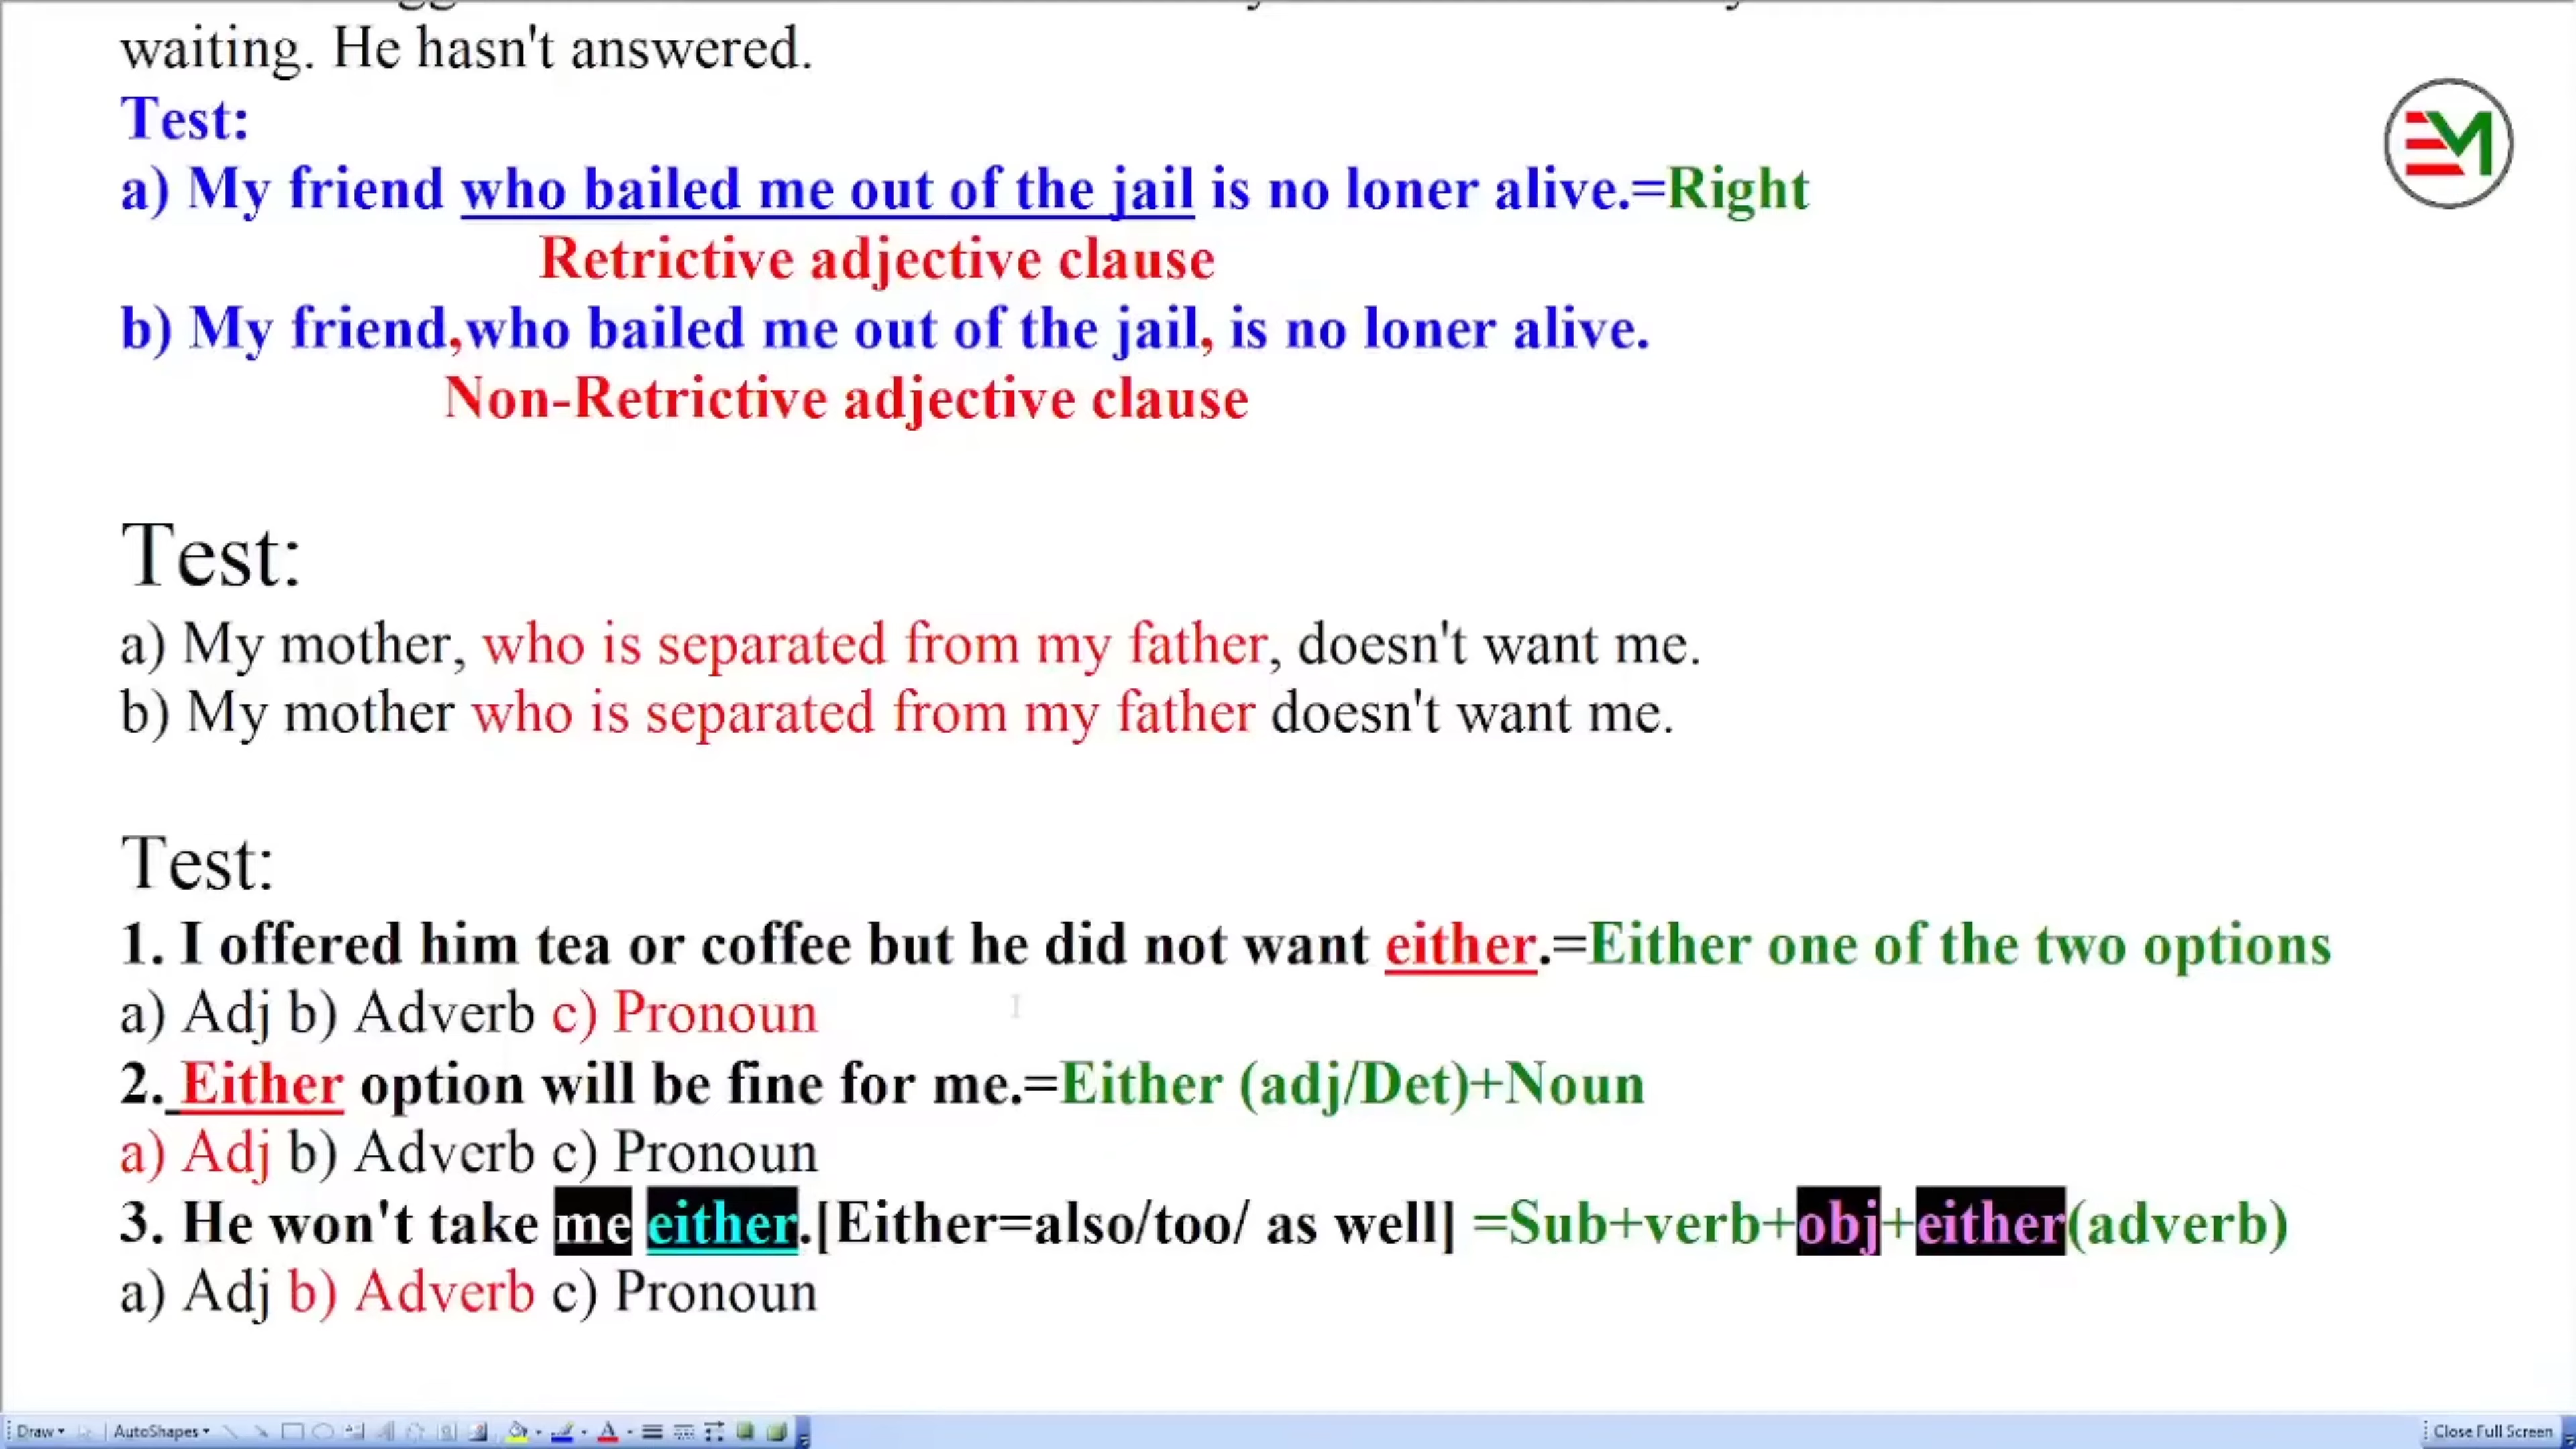 waiting. He hasn't answered.
Test:
a) My friend who bailed me out of the jail is no loner alive.=Right
Retrictive adjective clause
b) My friend,who bailed me out of the jail, is no loner alive.
Non-Retrictive adjective clause
EM
Test:
a) My mother, who is separated from my father, doesn't want me.
b) My mother who is separated from my father doesn't want me.
Test:
1. I offered him tea or coffee but he did not want either.=Either one of the two options
a) Adj b) Adverb c) Pronoun
2. Either option will be fine for me.=Either (adj/Det)+Noun
a) Adj b) Adverb c) Pronoun
3. He won't take me either.[Either=also/too/ as well] =Sub+verb+obj+either(adverb)
a) Adj b) Adverb c) Pronoun
Draw AutoShapes A Close Full Screen